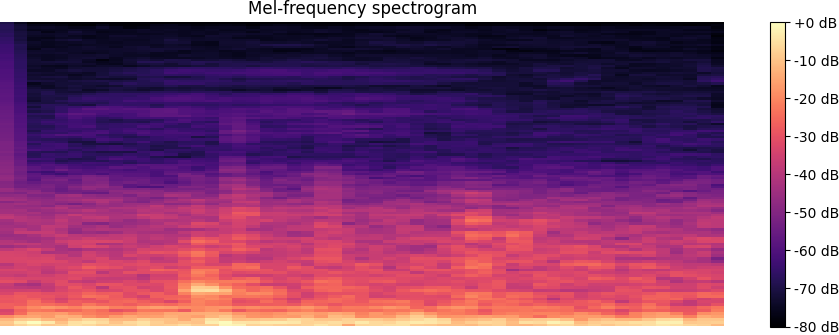 Mel-frequency spectrogram
+0 dB
-10 dB
-20 dB
-30 dB
-40 dB
-50 dB
-60 dB
-70 dB
-80 dB